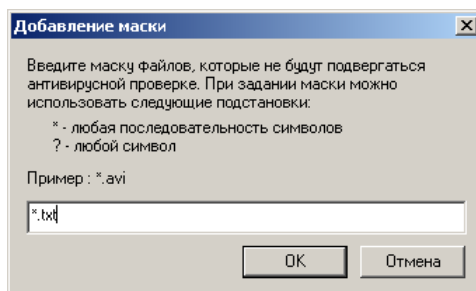 Добавление маски
Введите маску файлов, которые не будут подвергаться
антивирусной проверке. При задании маски можно
использовать следующие подстановки:
* - любая последовательность символов
? - любой символ
Пример : *.avi
*.txt
OK
Отмена